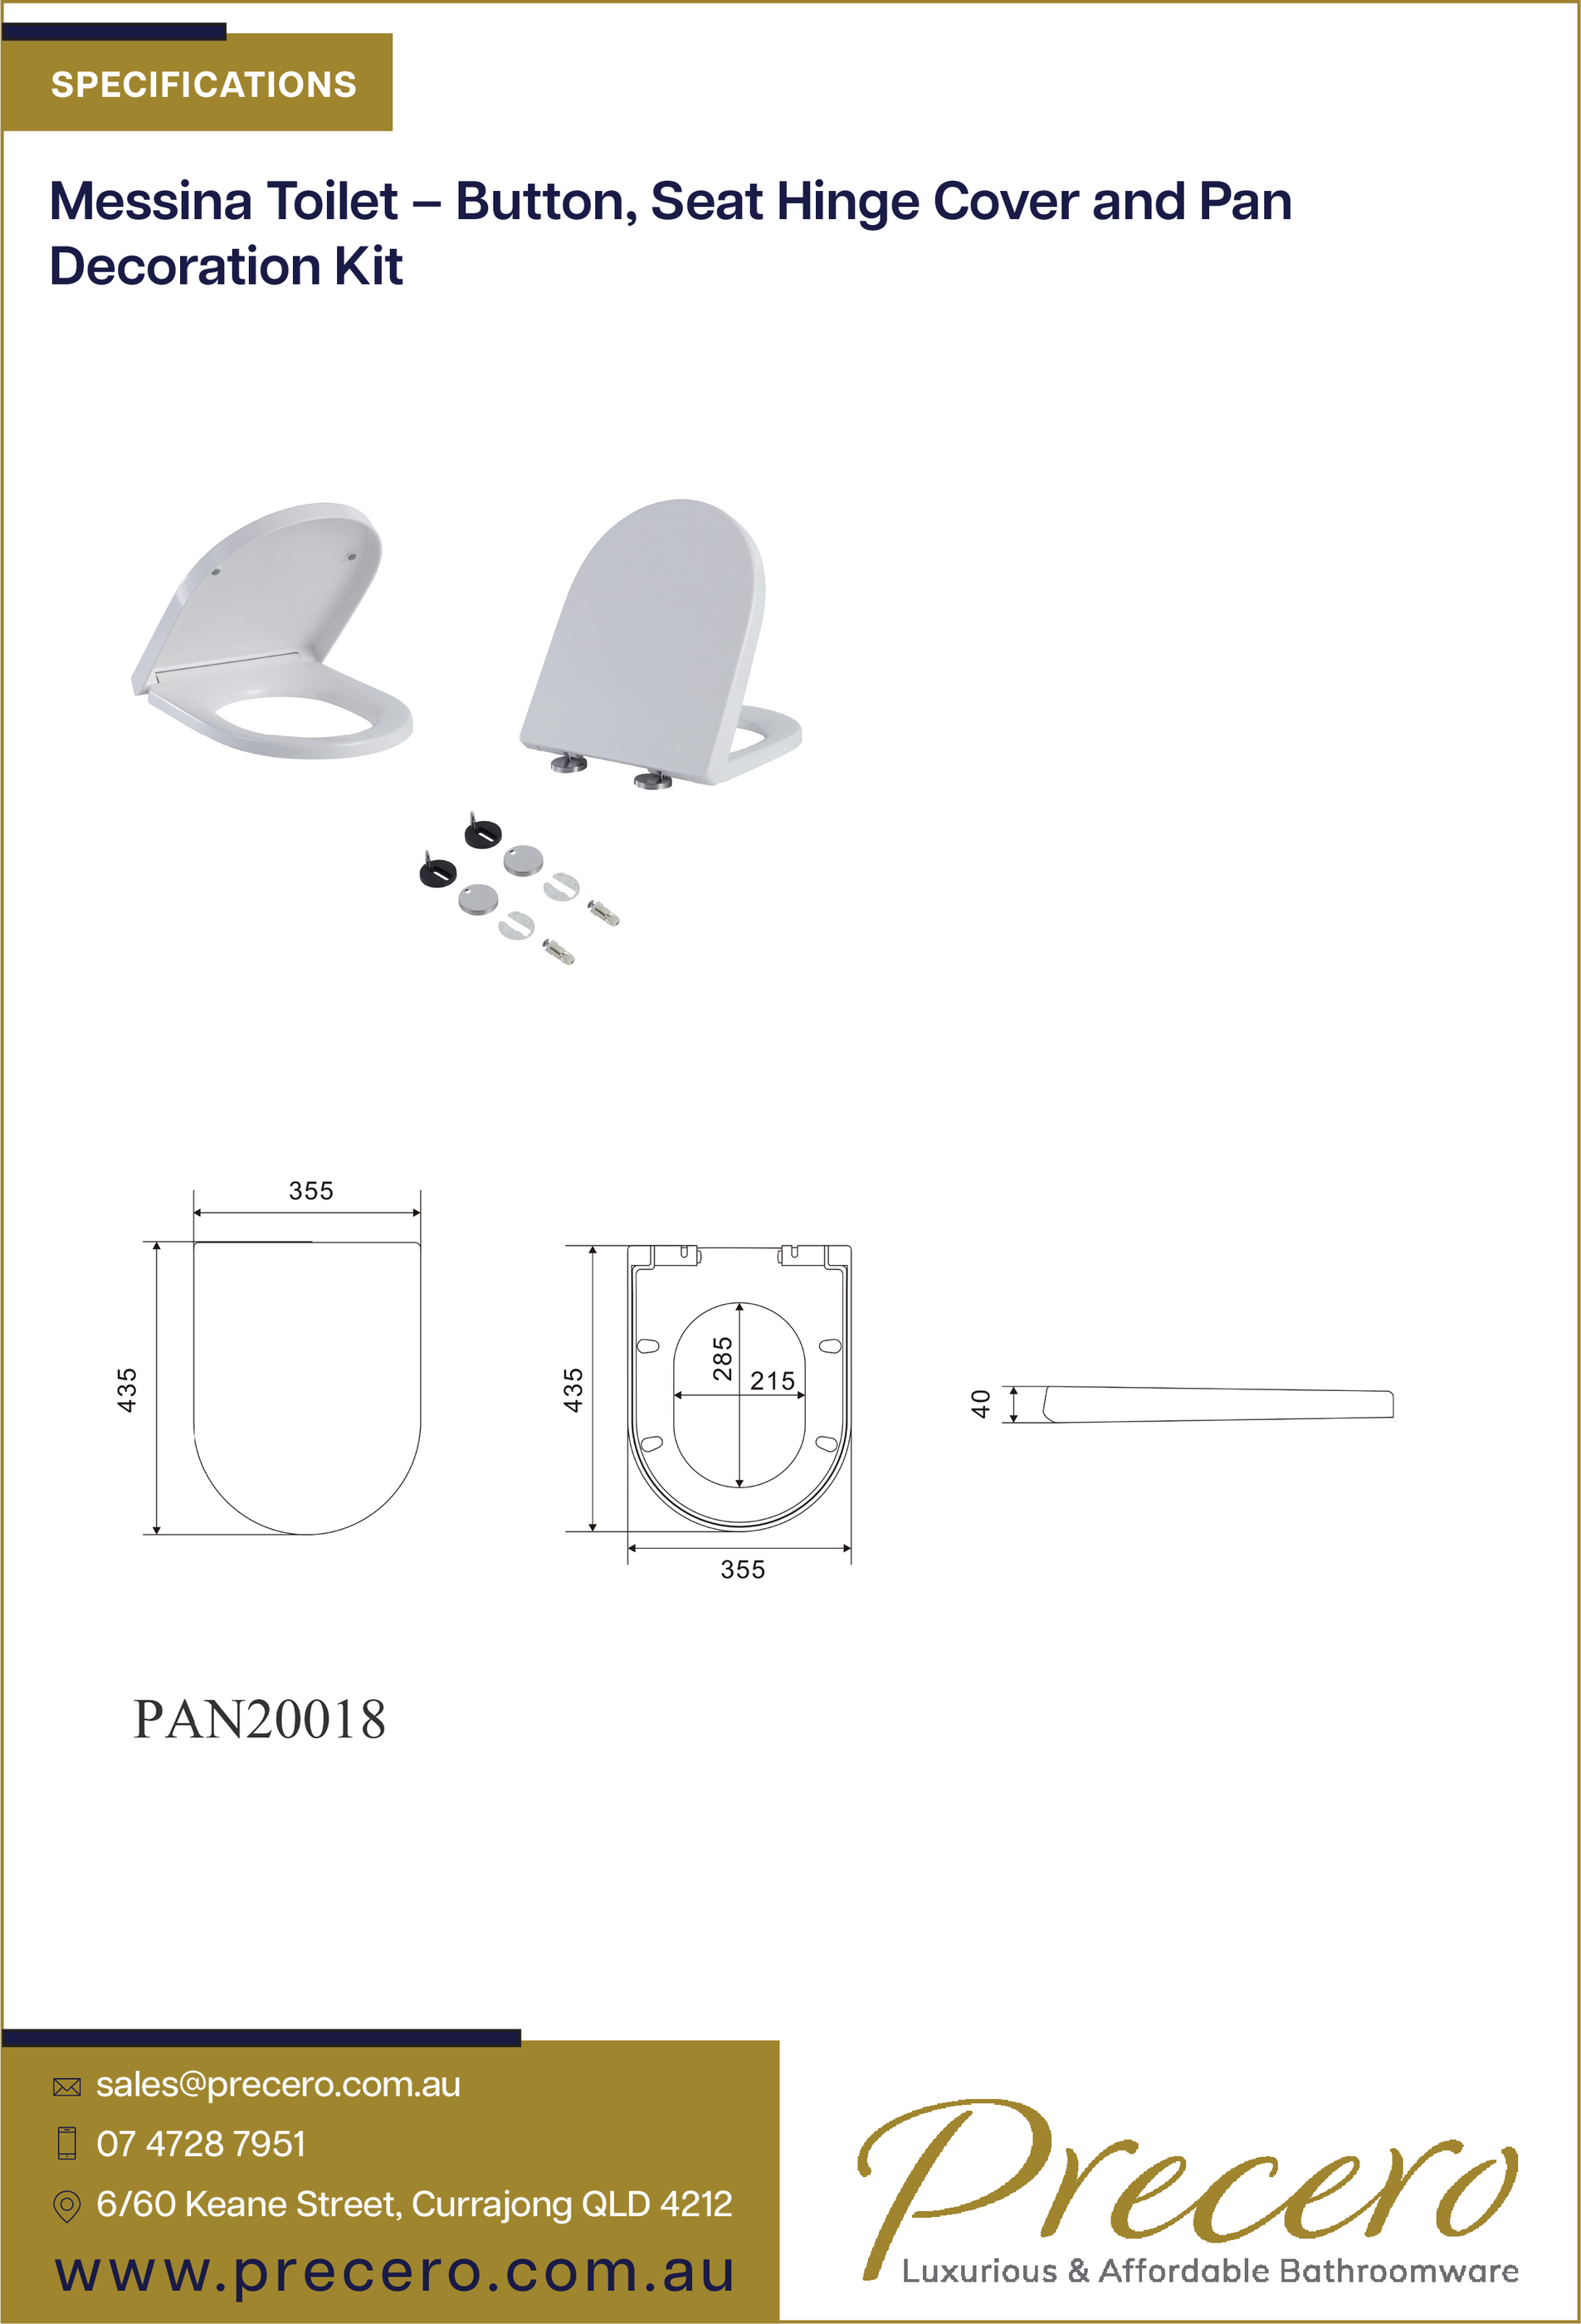 SPECIFICATIONS
Messina Toilet – Button, Seat Hinge Cover and Pan
Decoration Kit
355
435
435
285
215
355
40
PAN20018
sales@precero.com.au
07 4728 7951
6/60 Keane Street, Currajong QLD 4212
www.precero.com.au
Precero
Luxurious & Affordable Bathroomware